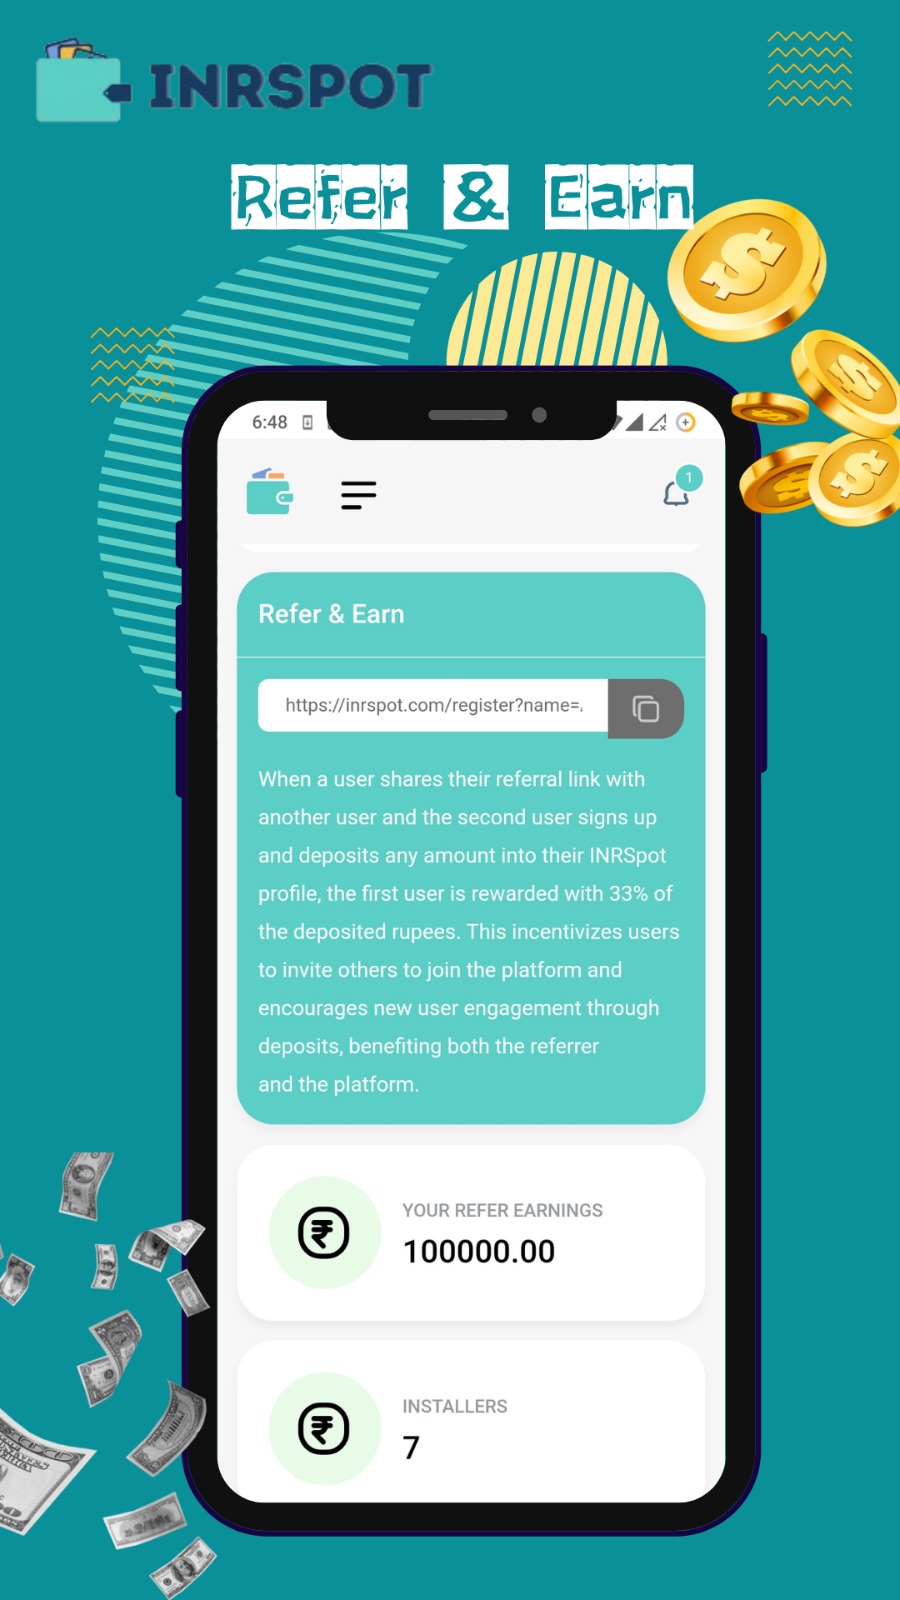 INRSPOT
Refer & Earn
6:48
1
Refer & Earn
https://inrspot.com/register?name=
When a user shares their referral link with
another user and the second user signs up
and deposits any amount into their INRSpot
profile, the first user is rewarded with 33% of
the deposited rupees. This incentivizes users
to invite others to join the platform and
encourages new user engagement through
deposits, benefiting both the referrer
and the platform.
YOUR REFER EARNINGS
100000.00
INSTALLERS
7